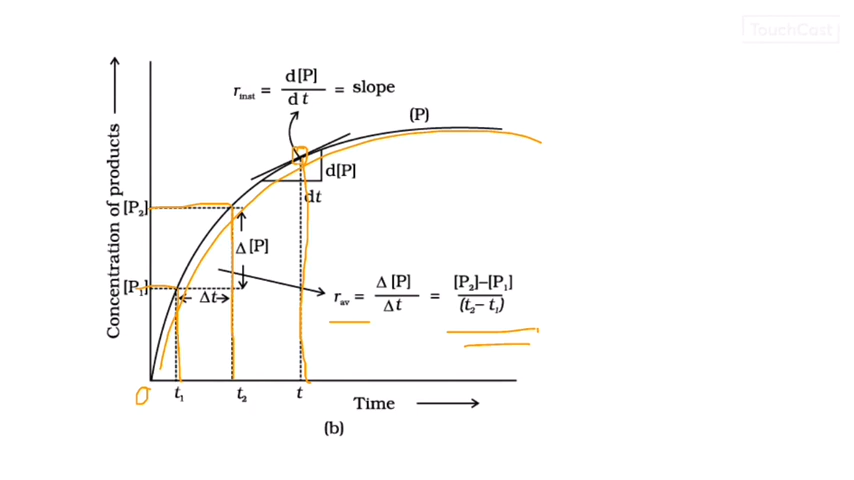 TouchCast
r_inst = d[P]/dt = slope
(P)
Concentration of products
d[P]
dt
[P₂]
Δ[P]
[P₁]
Δt
r_av = Δ[P]/Δt = [P₂]–[P₁]/(t₂– t₁)
O
t₁ t₂ t
Time
(b)